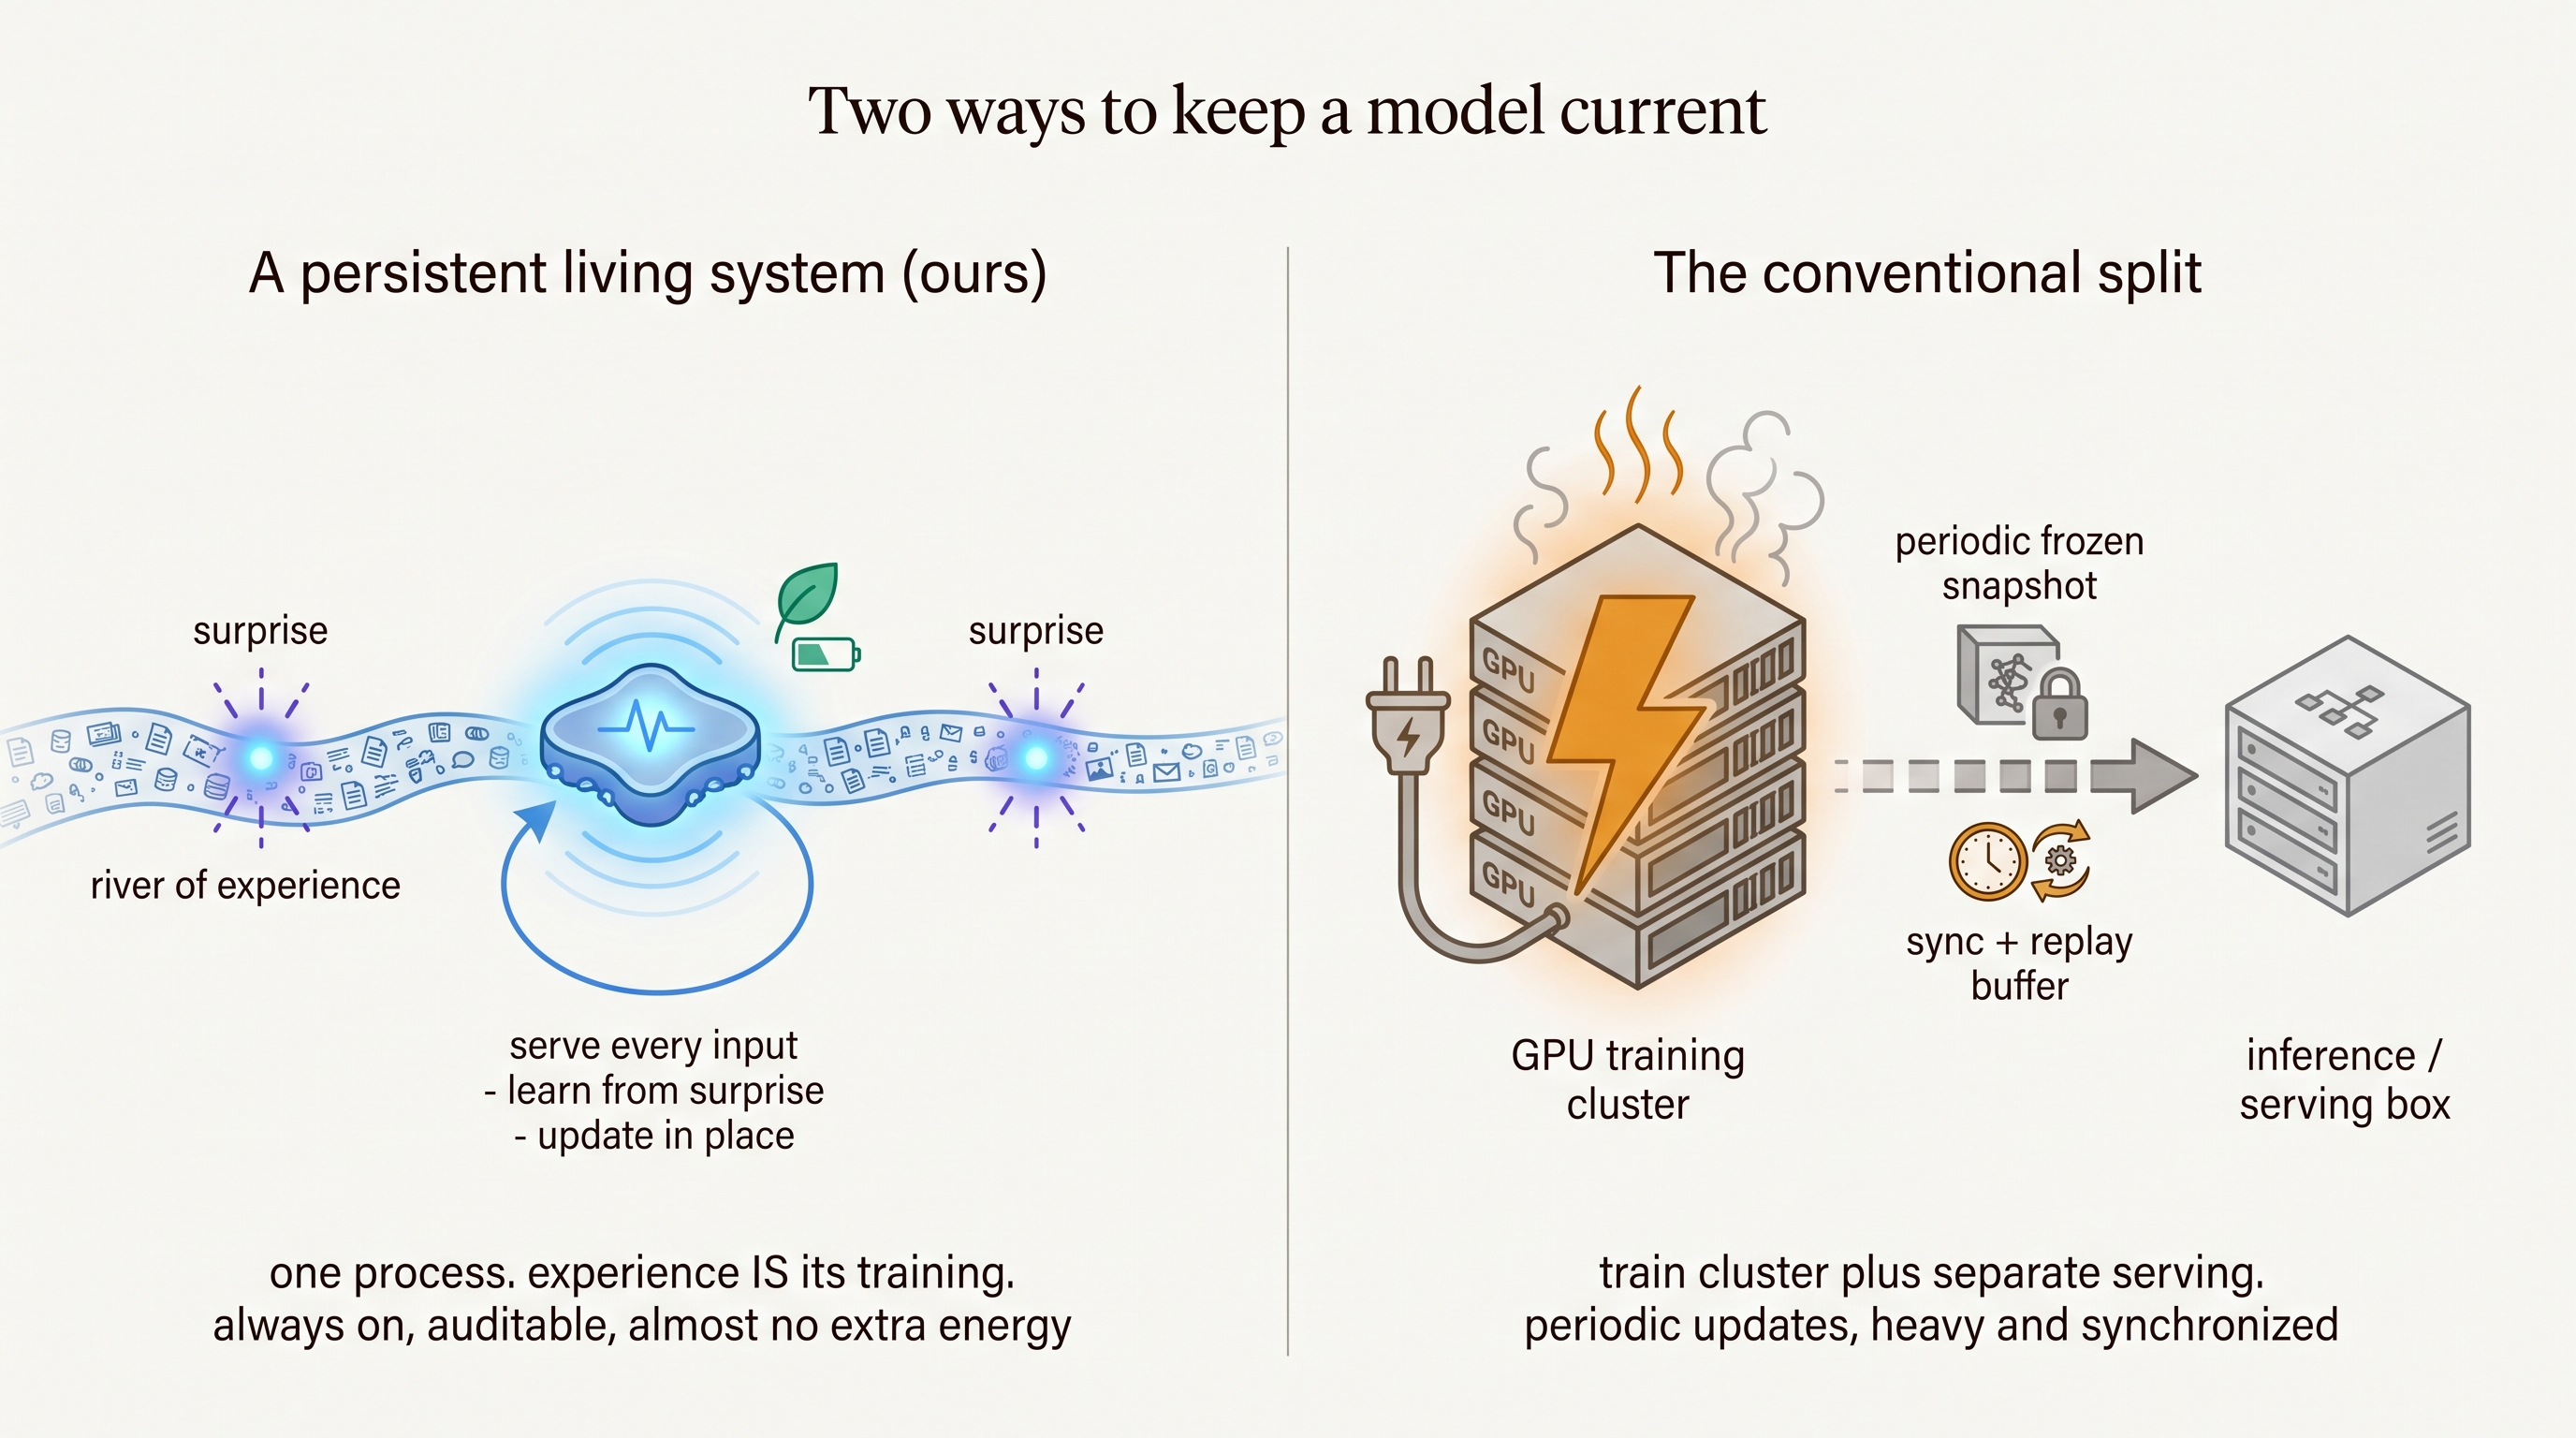 Two ways to keep a model current
A persistent living system (ours)
surprise
surprise
river of experience
serve every input
- learn from surprise
- update in place
one process. experience IS its training.
always on, auditable, almost no extra energy
The conventional split
GPU
GPU
GPU
GPU
GPU training
cluster
periodic frozen
snapshot
sync + replay
buffer
inference /
serving box
train cluster plus separate serving.
periodic updates, heavy and synchronized